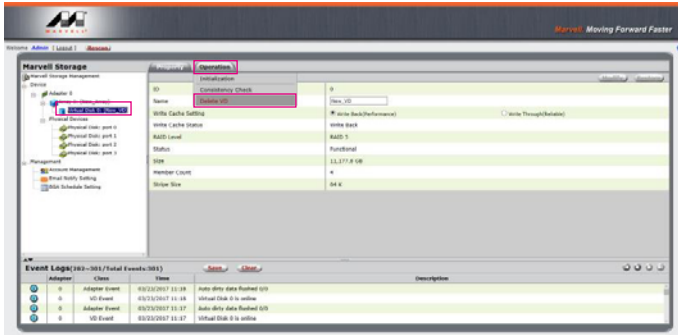 MARVELL
Marvell. Moving Forward Faster
Welcome Admin [ Logout ]
Marvell Storage
Marvell Storage Management
Device
Adapter 0
Virtual Disk 0: [New_VD]
Physical Devices
Physical Disk: port 0
Physical Disk: port 1
Physical Disk: port 2
Physical Disk: port 3
Management
Account Management
Email Notify Setting
BGA Schedule Setting
Property
Operation
Initialization
Consistency Check
Delete VD
ID 0
Name New_VD
Write Cache Setting Write Back(Performance) Write Through(Reliable)
Write Cache Status Write Back
RAID Level RAID 5
Status Functional
Size 11,177.8 GB
Member Count 4
Stripe Size 64 K
Event Logs(202~301/Total Events:301) Save Clear
Adapter Class Time Description
0 Adapter Event 03/23/2017 11:18 Auto dirty data flushed 0/0
0 VD Event 03/23/2017 11:18 Virtual Disk 0 is online
0 Adapter Event 03/23/2017 11:17 Auto dirty data flushed 0/0
0 VD Event 03/23/2017 11:17 Virtual Disk 0 is online